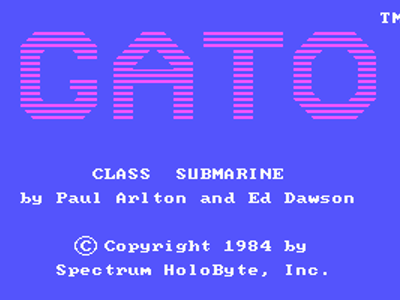 TM
GATO
CLASS SUBMARINE
by Paul Arlton and Ed Dawson
© Copyright 1984 by
Spectrum HoloByte, Inc.